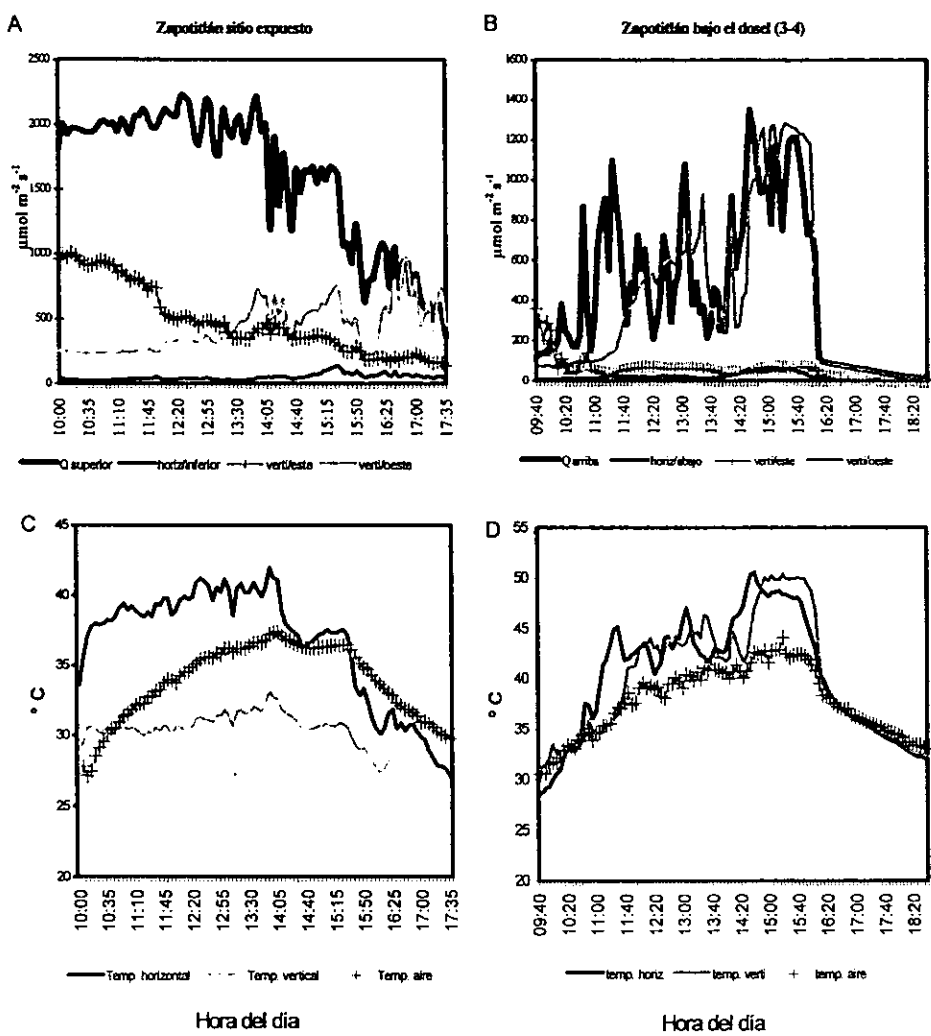 A
Zapotitlán sitio expuesto
2500
2000
1500
1000
500
0
µmol m⁻² s⁻¹
10:00 10:35 11:10 11:45 12:20 12:55 13:30 14:05 14:40 15:15 15:50 16:25 17:00 17:35
Q superior horiz/inferior verti/este verti/oeste
B
Zapotitlán bajo el dosel (3-4)
1600
1400
1200
1000
800
600
400
200
0
µmol m⁻² s⁻¹
09:40 10:20 11:00 11:40 12:20 13:00 13:40 14:20 15:00 15:40 16:20 17:00 17:40 18:20
Q arriba horiz/abajo verti/este verti/oeste
C
45
40
35
30
25
20
° C
10:00 10:35 11:10 11:45 12:20 12:55 13:30 14:05 14:40 15:15 15:50 16:25 17:00 17:35
Temp. horizontal Temp. vertical Temp. aire
Hora del día
D
55
50
45
40
35
30
25
20
° C
09:40 10:20 11:00 11:40 12:20 13:00 13:40 14:20 15:00 15:40 16:20 17:00 17:40 18:20
temp. horiz temp. verti temp. aire
Hora del día